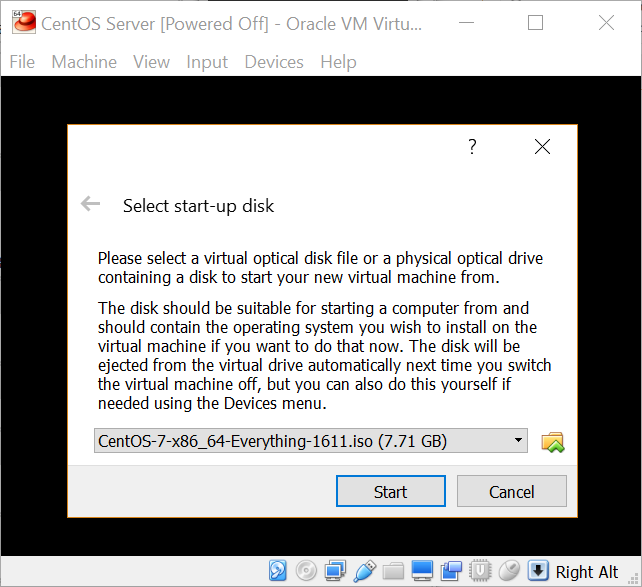 CentOS Server [Powered Off] - Oracle VM Virtu...
File Machine View Input Devices Help
?
Select start-up disk
Please select a virtual optical disk file or a physical optical drive
containing a disk to start your new virtual machine from.
The disk should be suitable for starting a computer from and
should contain the operating system you wish to install on the
virtual machine if you want to do that now. The disk will be
ejected from the virtual drive automatically next time you switch
the virtual machine off, but you can also do this yourself if
needed using the Devices menu.
CentOS-7-x86_64-Everything-1611.iso (7.71 GB)
Start Cancel
Right Alt